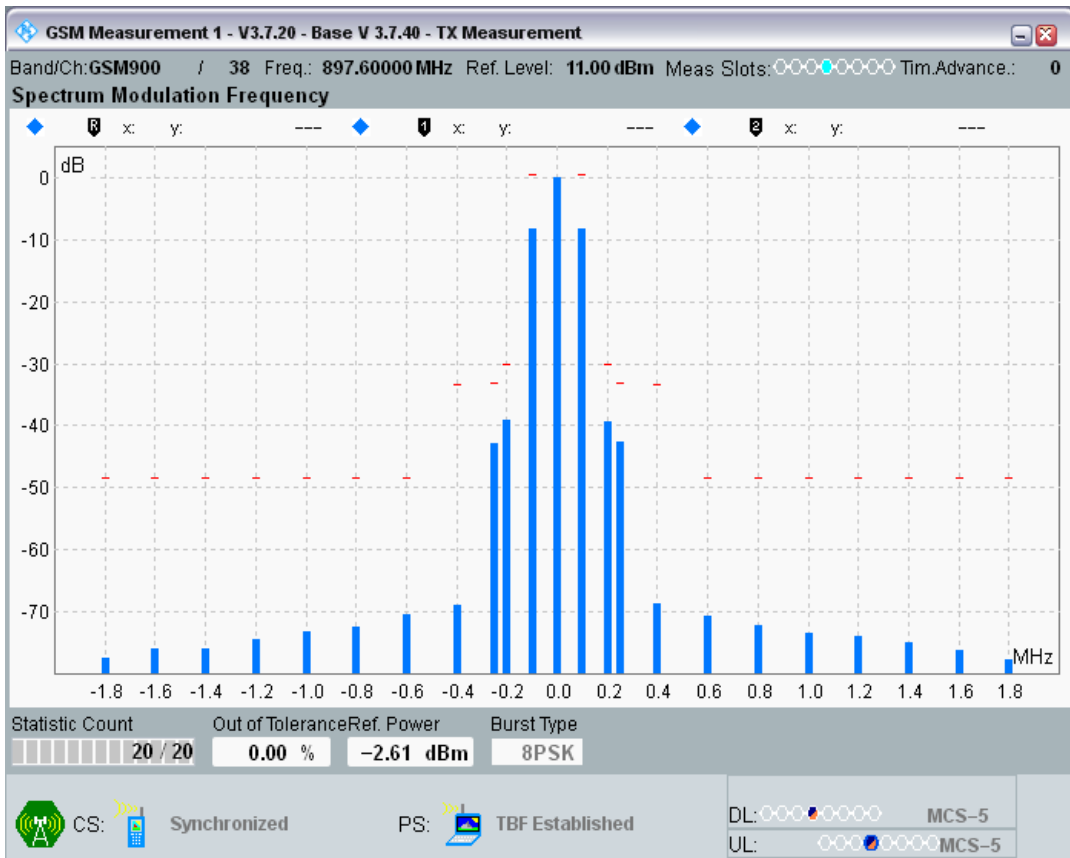 GSM Measurement 1 - V3.7.20 - Base V 3.7.40 - TX Measurement
Band/Ch:GSM900 / 38 Freq.: 897.60000 MHz Ref. Level: 11.00 dBm Meas Slots: Tim.Advance.: 0
Spectrum Modulation Frequency
R x: y: --- 1 x: y: --- 2 x: y: ---
dB
0
-10
-20
-30
-40
-50
-60
-70
MHz
-1.8 -1.6 -1.4 -1.2 -1.0 -0.8 -0.6 -0.4 -0.2 0.0 0.2 0.4 0.6 0.8 1.0 1.2 1.4 1.6 1.8
Statistic Count Out of Tolerance Ref. Power Burst Type
20 / 20 0.00 % -2.61 dBm 8PSK
CS: Synchronized PS: TBF Established
DL: MCS-5
UL: MCS-5